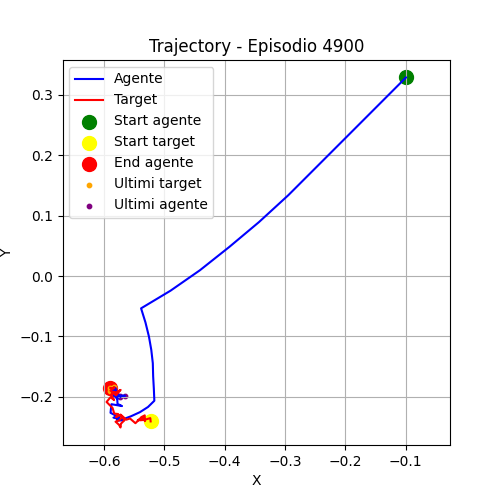 Trajectory - Episodio 4900
Agente
Target
Start agente
Start target
End agente
Ultimi target
Ultimi agente
0.3
0.2
0.1
0.0
−0.1
−0.2
Y
−0.6
−0.5
−0.4
−0.3
−0.2
−0.1
X